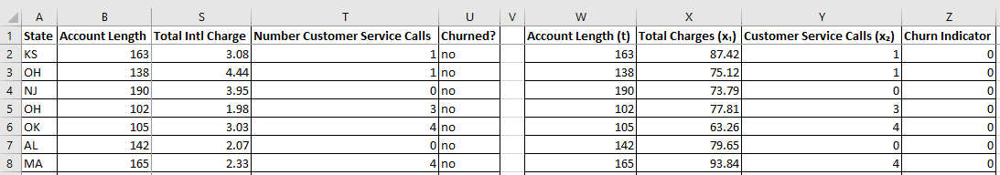 A B S T U V W X Y Z
1 State Account Length Total Intl Charge Number Customer Service Calls Churned? Account Length (t) Total Charges (x₁) Customer Service Calls (x₂) Churn Indicator
2 KS 163 3.08 1 no 163 87.42 1 0
3 OH 138 4.44 1 no 138 75.12 1 0
4 NJ 190 3.95 0 no 190 73.79 0 0
5 OH 102 1.98 3 no 102 77.81 3 0
6 OK 105 3.03 4 no 105 63.26 4 0
7 AL 142 2.07 0 no 142 79.65 0 0
8 MA 165 2.33 4 no 165 93.84 4 0